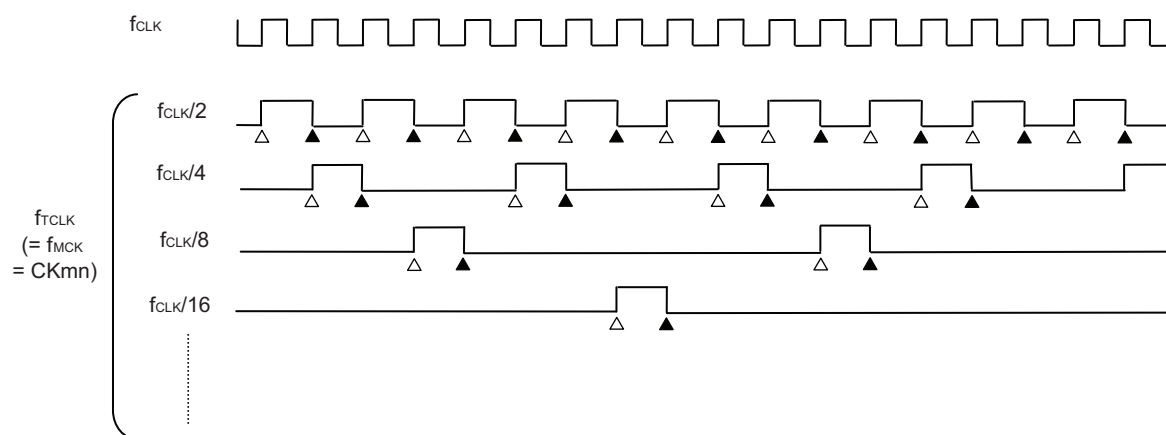 fCLK
fCLK/2
fCLK/4
fTCLK
(= fMCK
= CKmn)
fCLK/8
fCLK/16